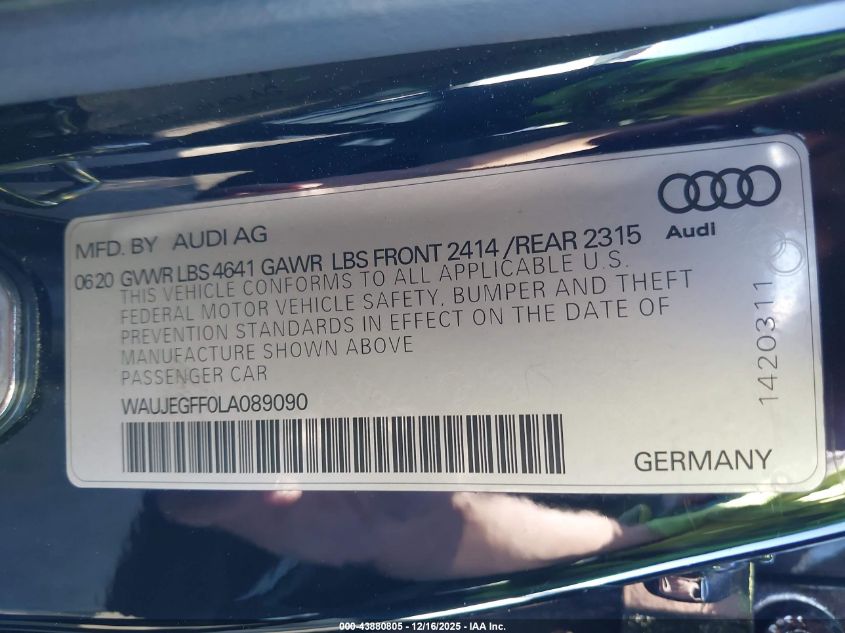 Audi
MFD. BY AUDI AG
0620 GVWR LBS 4641 GAWR LBS FRONT 2414 /REAR 2315
THIS VEHICLE CONFORMS TO ALL APPLICABLE U.S.
FEDERAL MOTOR VEHICLE SAFETY, BUMPER AND THEFT
PREVENTION STANDARDS IN EFFECT ON THE DATE OF
MANUFACTURE SHOWN ABOVE
PASSENGER CAR
WAUJEGFF0LA089090
GERMANY
1420311
000-43880805 - 12/16/2025 - IAA Inc.